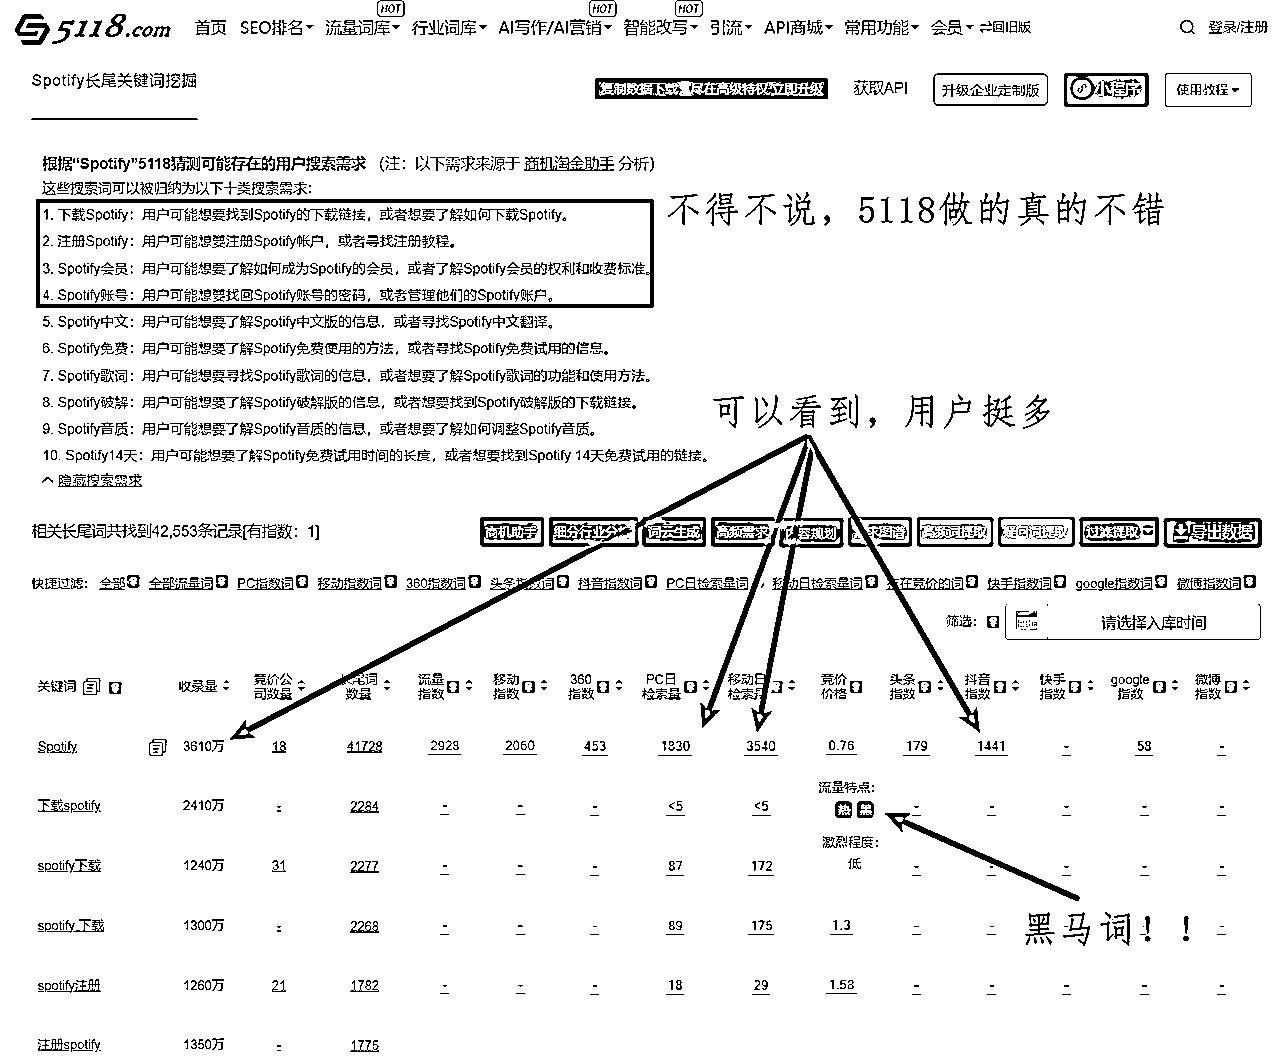 5118.com 首页 SEO排名 流量词库 HOT 行业词库 AI写作/AI营销 HOT 智能改写 HOT 引流 API商城 常用功能 会员 回旧版 登录/注册
Spotify长尾关键词挖掘 复制数据下载 尽在高级特权 立即升级 获取API 升级企业定制版 小程序 使用教程
根据“Spotify”5118猜测可能存在的用户搜索需求 (注：以下需求来源于 商机淘金助手 分析)
这些搜索词可以被归纳为以下十类搜索需求：
1. 下载Spotify：用户可能想要找到Spotify的下载链接，或者想要了解如何下载Spotify。
不得不说，5118做的真的不错
2. 注册Spotify：用户可能想要注册Spotify帐户，或者寻找注册教程。
3. Spotify会员：用户可能想要了解如何成为Spotify的会员，或者了解Spotify会员的权利和收费标准。
4. Spotify账号：用户可能想要找回Spotify账号的密码，或者管理他们的Spotify账户。
5. Spotify中文：用户可能想要了解Spotify中文版的信息，或者寻找Spotify中文翻译。
6. Spotify免费：用户可能想要了解Spotify免费使用的方法，或者寻找Spotify免费试用的信息。
7. Spotify歌词：用户可能想要寻找Spotify歌词的信息，或者想要了解Spotify歌词的功能和使用方法。
8. Spotify破解：用户可能想要了解Spotify破解版的信息，或者想要找到Spotify破解版的下载链接。
可以看到，用户挺多
9. Spotify音质：用户可能想要了解Spotify音质的信息，或者想要了解如何调整Spotify音质。
10. Spotify14天：用户可能想要了解Spotify免费试用时间的长度，或者想要找到Spotify 14天免费试用的链接。
隐藏搜索需求
相关长尾词共找到42,553条记录[有指数：1] 商机助手 细分行业分 词云生成 高频需求 高频词提取 疑问词提取 过滤提取 导出数据
快捷过滤： 全部 全部流量词 PC指数词 移动指数词 360指数词 头条指数词 抖音指数词 PC日检索量词 移动日检索量词 在竞价的词 快手指数词 google指数词 微博指数词
筛选： 请选择入库时间
关键词 收录量 竞价公司数量 长尾词数量 流量指数 移动指数 360指数 PC日检索量 移动日检索量 竞价价格 头条指数 抖音指数 快手指数 google指数 微博指数
Spotify 3610万 18 41728 2928 2060 453 1830 3540 0.76 179 1441 - 58 -
下载spotify 2410万 - 2284 - - - <5 <5 流量特点： 热 黑 - - - - -
spotify下载 1240万 31 2277 - - - 87 172 激烈程度： 低 - - - - -
spotify 下载 1300万 - 2268 - - - 89 175 1.3 - - - - -
黑马词！！
spotify注册 1260万 21 1782 - - - 18 29 1.58 - - - - -
注册spotify 1350万 - 1775